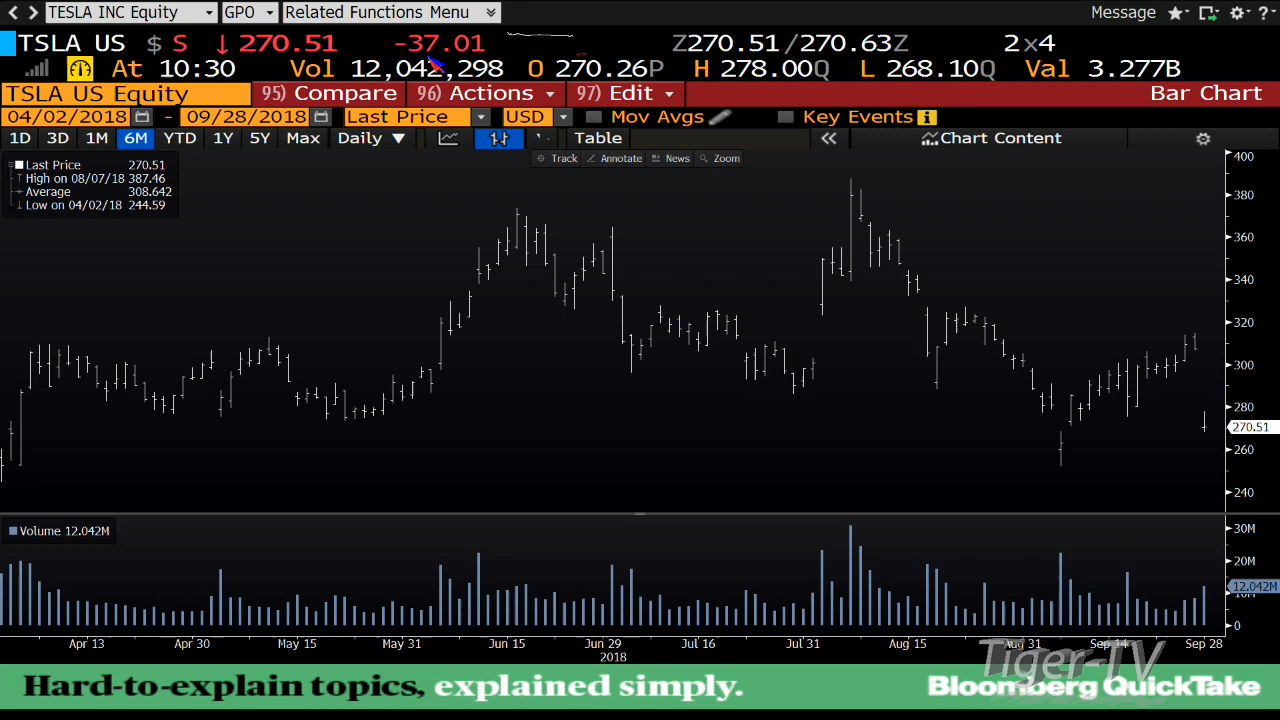 TESLA INC Equity GPO Related Functions Menu Message
TSLA US $ S ↓270.51 -37.01 Z270.51/270.63Z 2x4
At 10:30 Vol 12,042,298 O 270.26P H 278.00Q L 268.10Q Val 3.277B
TSLA US Equity 95) Compare 96) Actions 97) Edit Bar Chart
04/02/2018 - 09/28/2018 Last Price USD Mov Avgs Key Events
1D 3D 1M 6M YTD 1Y 5Y Max Daily ▼ Table « Chart Content
Track Annotate News Zoom
Last Price 270.51
High on 08/07/18 387.46
Average 308.642
Low on 04/02/18 244.59
400
380
360
340
320
300
280
270.51
260
240
Volume 12.042M
30M
20M
12.042M
10M
0
Apr 13 Apr 30 May 15 May 31 Jun 15 Jun 29 Jul 16 Jul 31 Aug 15 Aug 31 Sep 14 Sep 28
2018
Tiger-TV
Hard-to-explain topics, explained simply. Bloomberg QuickTake